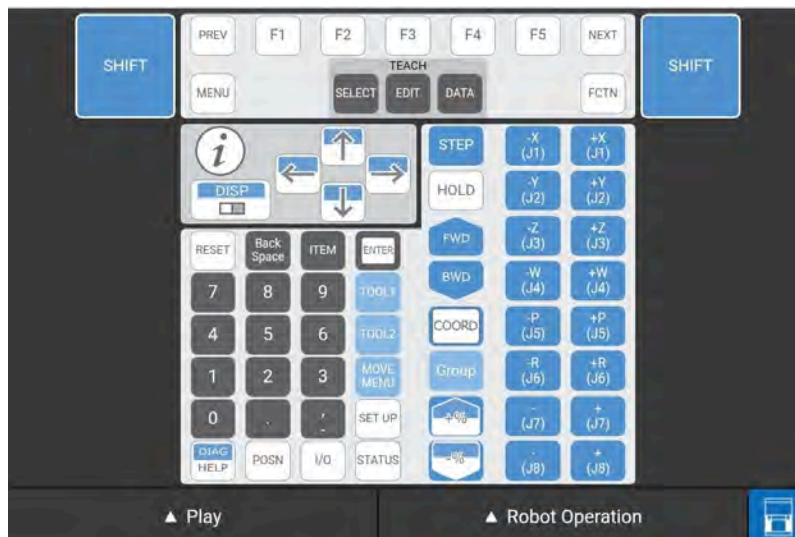 PREV F1 F2 F3 F4 F5 NEXT
SHIFT
SHIFT
TEACH
MENU SELECT EDIT DATA FCTN
i
DISP
STEP -X (J1) +X (J1)
HOLD -Y (J2) +Y (J2)
RESET Back Space ITEM ENTER FWD -Z (J3) +Z (J3)
7 8 9 TOOL1 BWD -W (J4) +W (J4)
4 5 6 TOOL2 COORD -P (J5) +P (J5)
1 2 3 MOVE MENU Group -R (J6) +R (J6)
0 . SET UP +% - (J7) + (J7)
DIAG HELP POSN I/O STATUS -% - (J8) + (J8)
▲ Play
▲ Robot Operation